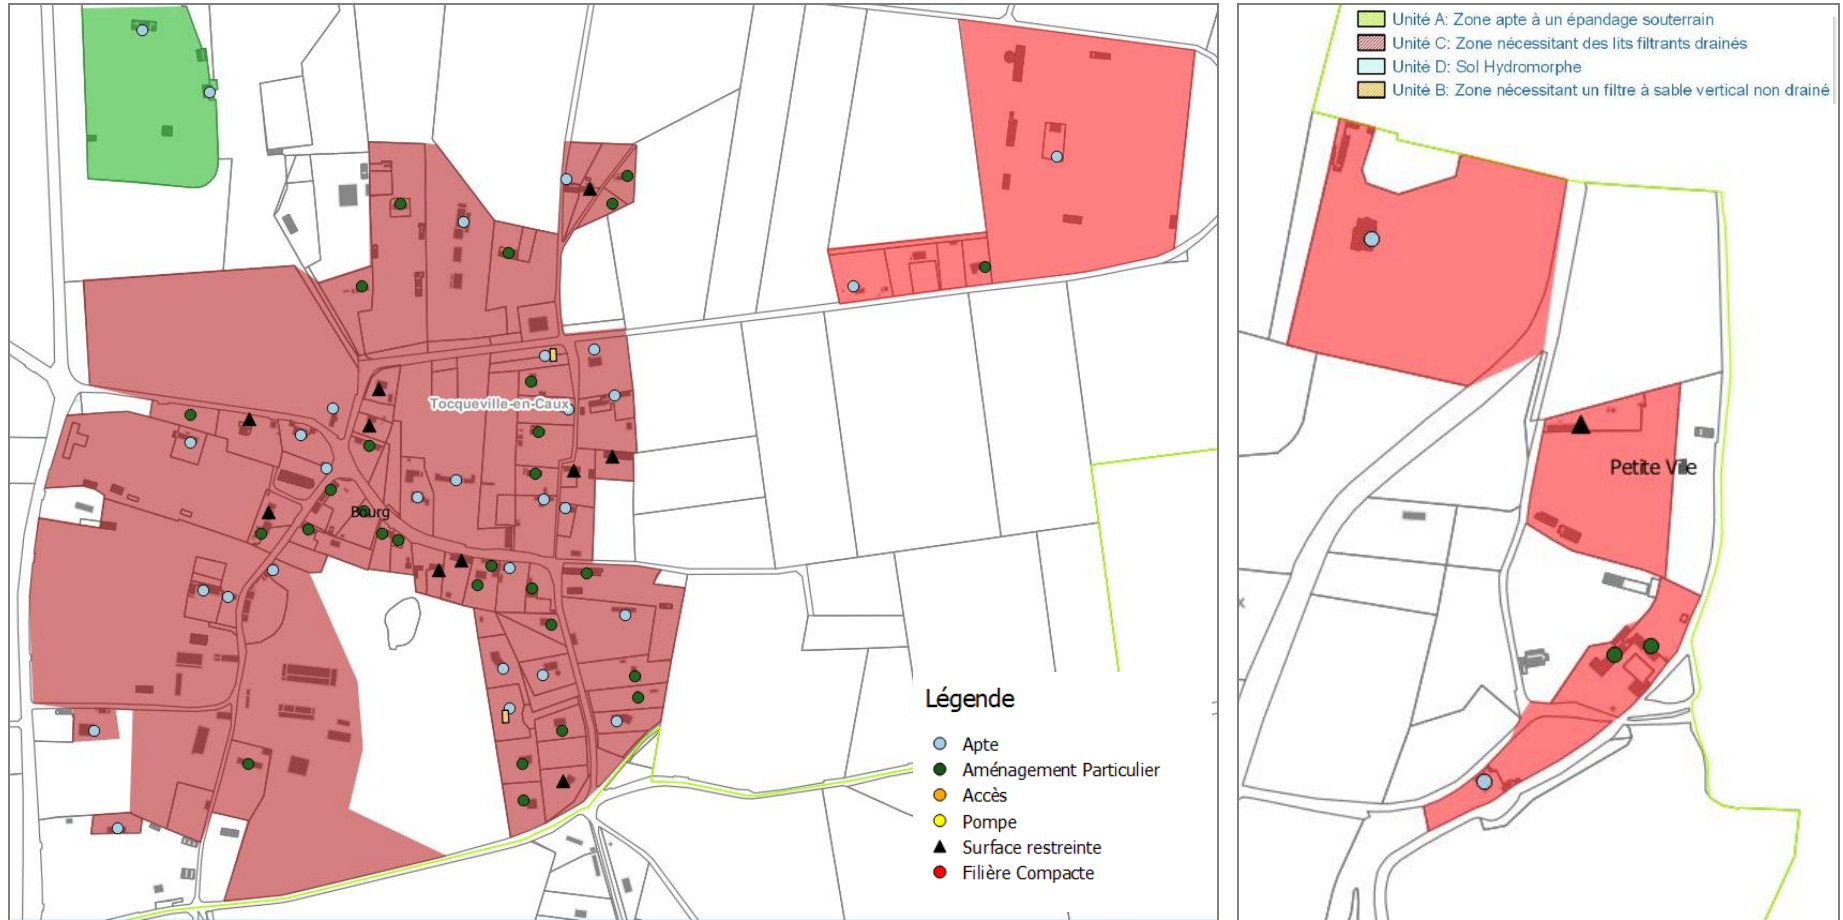 Tocqueville-en-Caux
Bourg
Légende
Apte
Aménagement Particulier
Accès
Pompe
Surface restreinte
Filière Compacte
Unité A: Zone apte à un épandage souterrain
Unité C: Zone nécessitant des lits filtrants drainés
Unité D: Sol Hydromorphe
Unité B: Zone nécessitant un filtre à sable vertical non drainé
Petite Ville